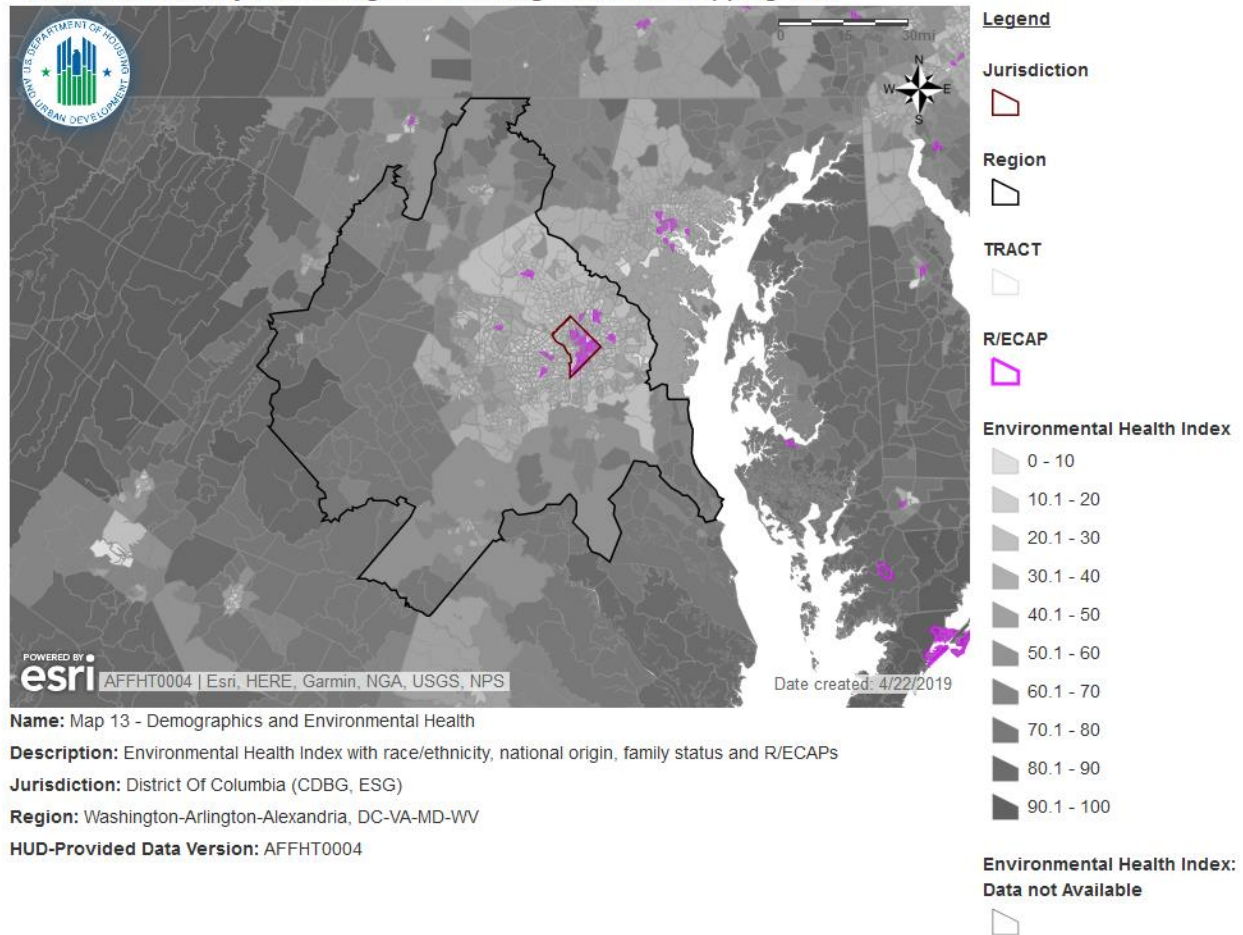 U.S. DEPARTMENT OF HOUSING
AND URBAN DEVELOPMENT
0 15 30mi
N
W E
S
POWERED BY
esri
AFFHT0004 | Esri, HERE, Garmin, NGA, USGS, NPS
Date created: 4/22/2019
Name: Map 13 - Demographics and Environmental Health
Description: Environmental Health Index with race/ethnicity, national origin, family status and R/ECAPs
Jurisdiction: District Of Columbia (CDBG, ESG)
Region: Washington-Arlington-Alexandria, DC-VA-MD-WV
HUD-Provided Data Version: AFFHT0004
Legend
Jurisdiction
Region
TRACT
R/ECAP
Environmental Health Index
0 - 10
10.1 - 20
20.1 - 30
30.1 - 40
40.1 - 50
50.1 - 60
60.1 - 70
70.1 - 80
80.1 - 90
90.1 - 100
Environmental Health Index:
Data not Available